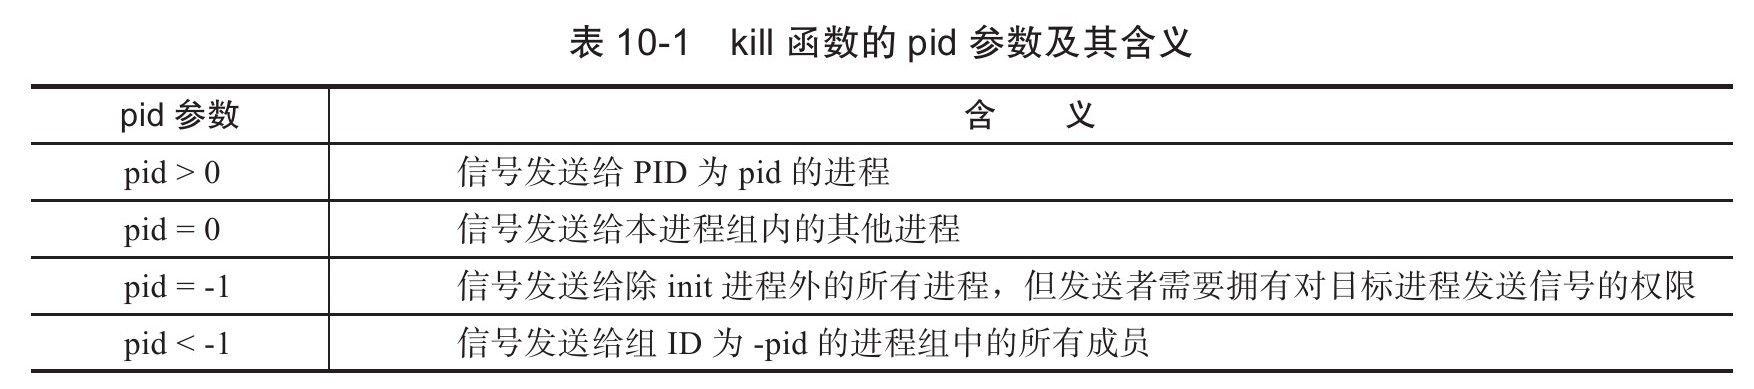 表 10-1 kill 函数的 pid 参数及其含义
pid 参数 含 义
pid > 0 信号发送给 PID 为 pid 的进程
pid = 0 信号发送给本进程组内的其他进程
pid = -1 信号发送给除 init 进程外的所有进程，但发送者需要拥有对目标进程发送信号的权限
pid < -1 信号发送给组 ID 为 -pid 的进程组中的所有成员